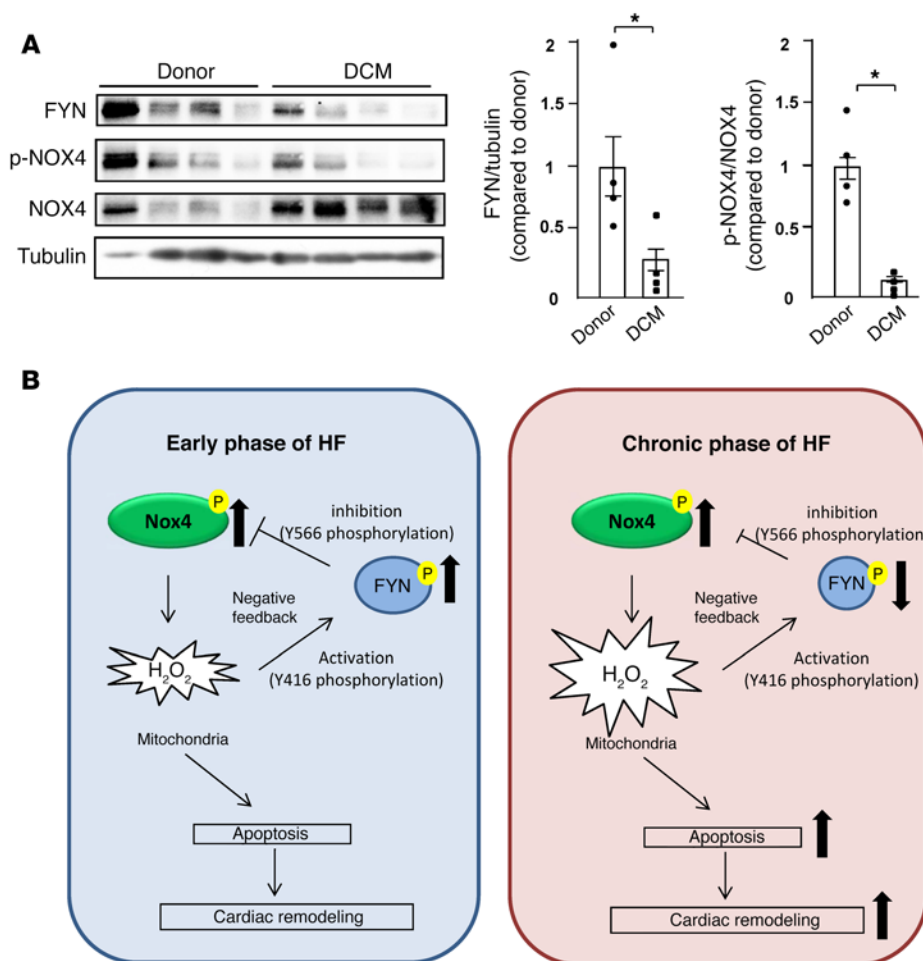 A
Donor
DCM
FYN
p-NOX4
NOX4
Tubulin
FYN/tubulin
(compared to donor)
*
2
1.5
1
0.5
0
Donor
DCM
p-NOX4/NOX4
(compared to donor)
*
2
1.5
1
0.5
0
Donor
DCM
B
Early phase of HF
Nox4
P
inhibition
(Y566 phosphorylation)
FYN
P
Negative
feedback
H2O2
Activation
(Y416 phosphorylation)
Mitochondria
Apoptosis
Cardiac remodeling
Chronic phase of HF
Nox4
P
inhibition
(Y566 phosphorylation)
FYN
P
Negative
feedback
H2O2
Activation
(Y416 phosphorylation)
Mitochondria
Apoptosis
Cardiac remodeling